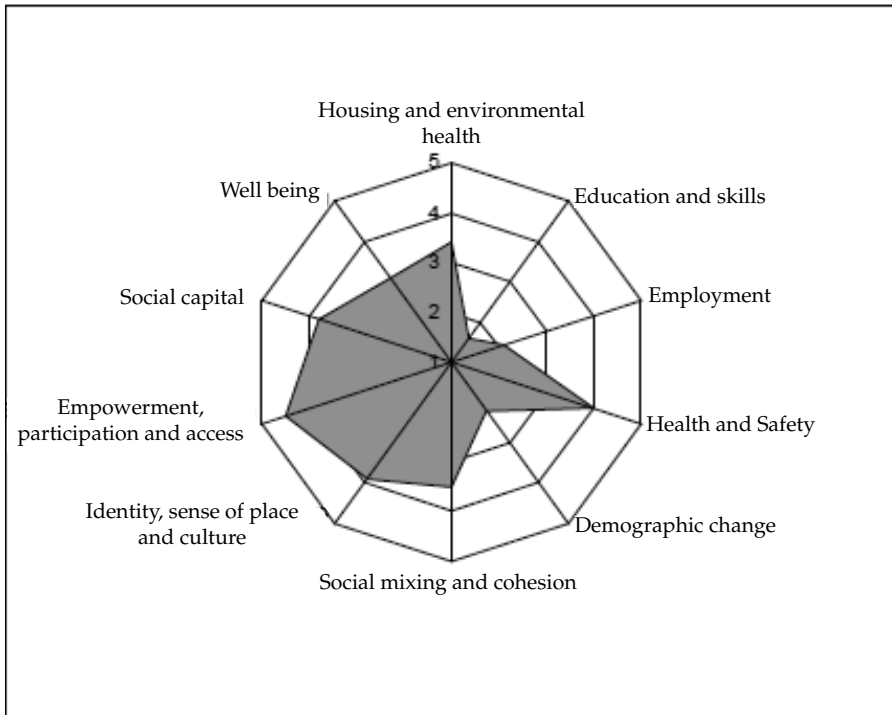 Housing and environmental
health
5
Well being
Education and skills
4
3
Social capital
Employment
2
1
Empowerment,
participation and access
Health and Safety
Identity, sense of place
and culture
Demographic change
Social mixing and cohesion